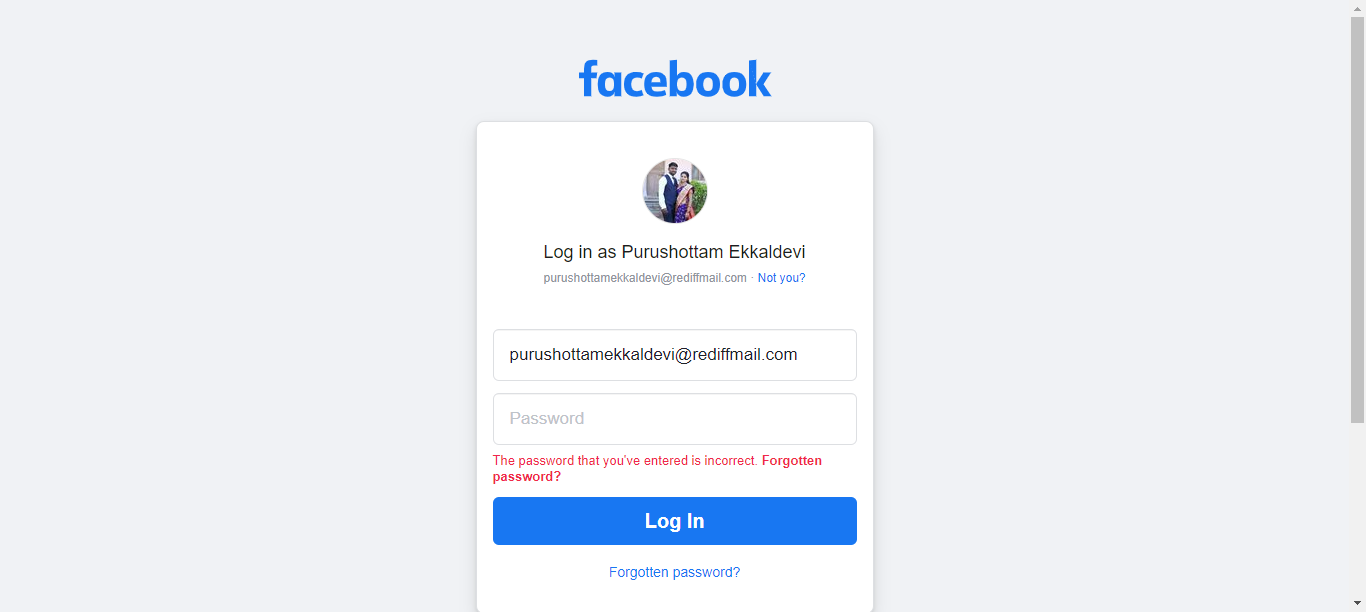 facebook
Log in as Purushottam Ekkaldevi
purushottamekkaldevi@rediffmail.com · Not you?
purushottamekkaldevi@rediffmail.com
Password
The password that you've entered is incorrect. Forgotten
password?
Log In
Forgotten password?